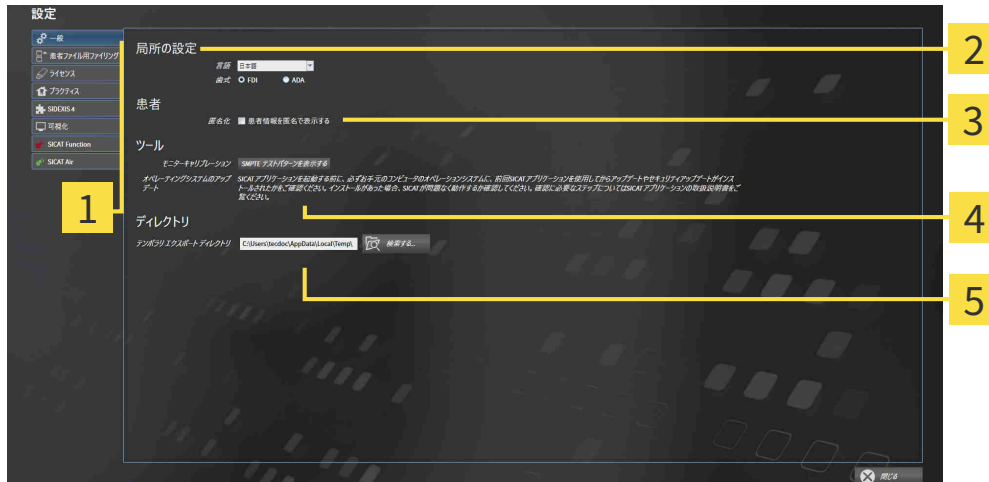 設定
一般
患者ファイル用ファイリング
ライセンス
プラクティス
SIDEXIS 4
可視化
SICAT Function
SICAT Air
局所の設定
言語 日本語
歯式 FDI ADA
患者
匿名化 患者情報を匿名で表示する
ツール
モニターキャリブレーション SMPTE テストパターンを表示する
オペレーティングシステムのアップデート
SICAT アプリケーションを起動する前に、必ずお手元のコンピュータのオペレーションシステムに、前回SICAT アプリケーションを使用してからアップデートやセキュリティアップデートがインス
トールされたかをご確認ください。インストールがあった場合、SICAT が問題なく動作するか確認してください。確認に必要なステップについてはSICAT アプリケーションの取扱説明書をご
覧ください。
ディレクトリ
テンポラリ エクスポート ディレクトリ C:\Users\tecdoc\AppData\Local\Temp\ 検索する...
閉じる
1
2
3
4
5